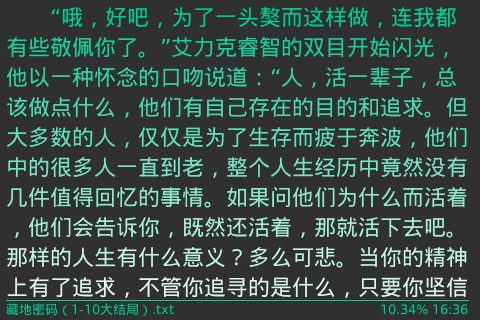 “哦，好吧，为了一头獒而这样做，连我都
有些敬佩你了。”艾力克睿智的双目开始闪光，
他以一种怀念的口吻说道：“人，活一辈子，总
该做点什么，他们有自己存在的目的和追求。但
大多数的人，仅仅是为了生存而疲于奔波，他们
中的很多人一直到老，整个人生经历中竟然没有
几件值得回忆的事情。如果问他们为什么而活着
，他们会告诉你，既然还活着，那就活下去吧。
那样的人生有什么意义？多么可悲。当你的精神
上有了追求，不管你追寻的是什么，只要你坚信
藏地密码（1-10大结局）.txt 10.34% 16:36